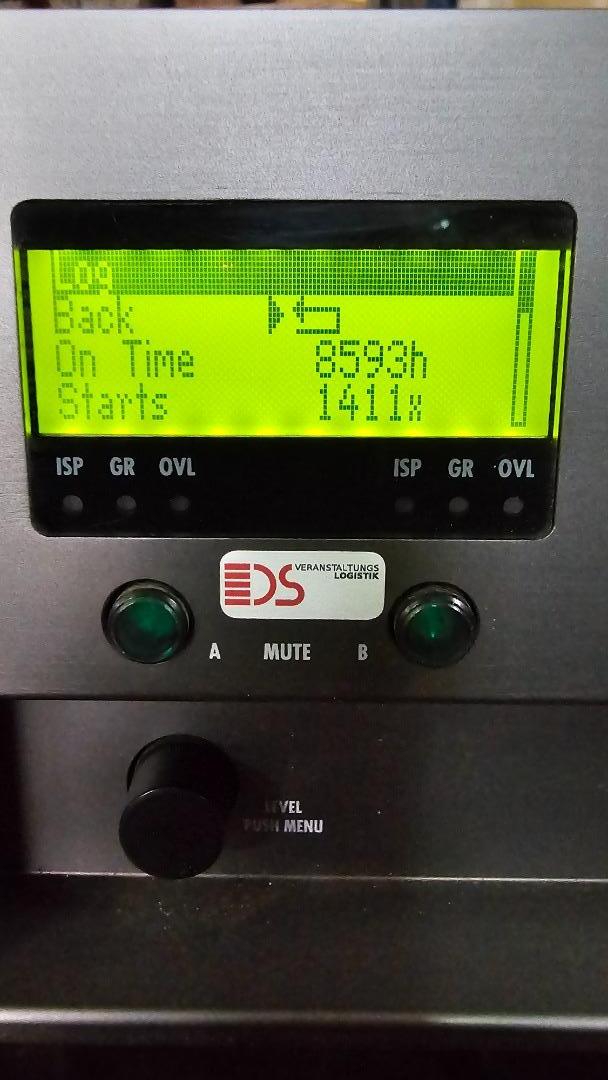 Log
Back
On Time 8593h
Starts 1411x
ISP GR OVL ISP GR OVL
DS VERANSTALTUNGS
LOGISTIK
A MUTE B
LEVEL
PUSH MENU